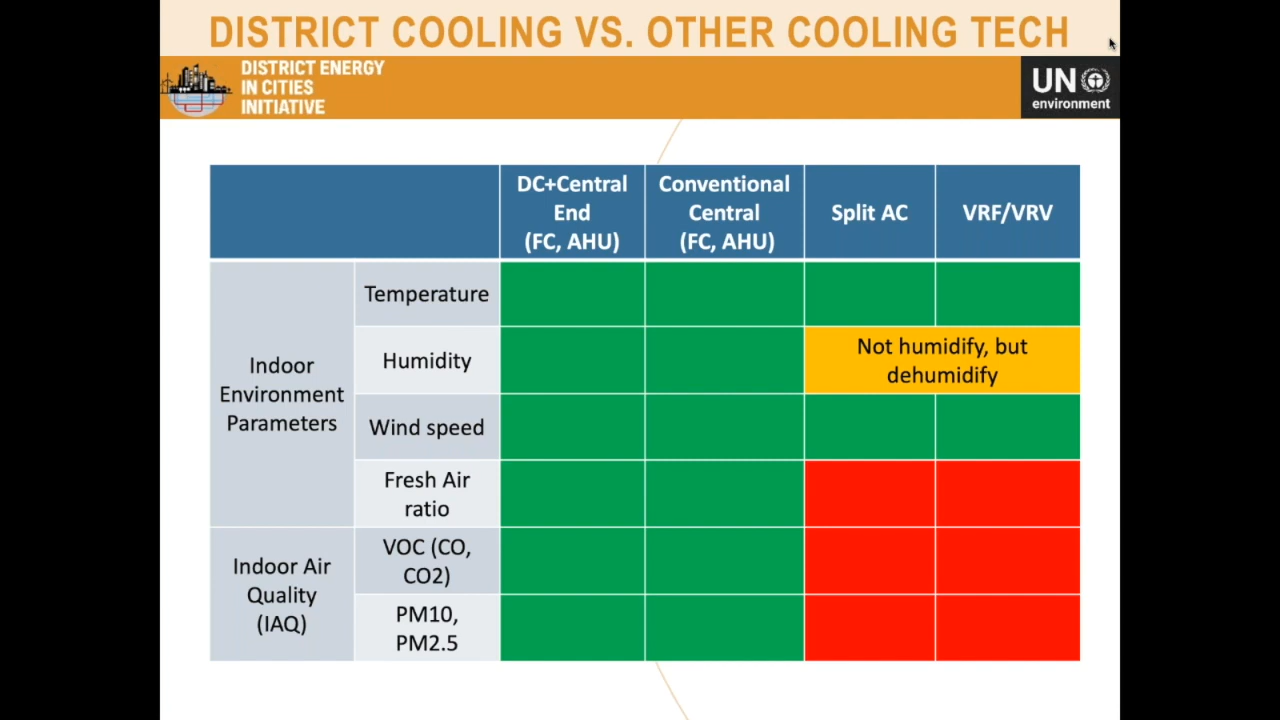 DISTRICT COOLING VS. OTHER COOLING TECH
DISTRICT ENERGY
IN CITIES
INITIATIVE
UN
environment
DC+Central
End
(FC, AHU)
Conventional
Central
(FC, AHU)
Split AC
VRF/VRV
Indoor
Environment
Parameters
Temperature
Humidity
Not humidify, but
dehumidify
Wind speed
Fresh Air
ratio
Indoor Air
Quality
(IAQ)
VOC (CO,
CO2)
PM10,
PM2.5